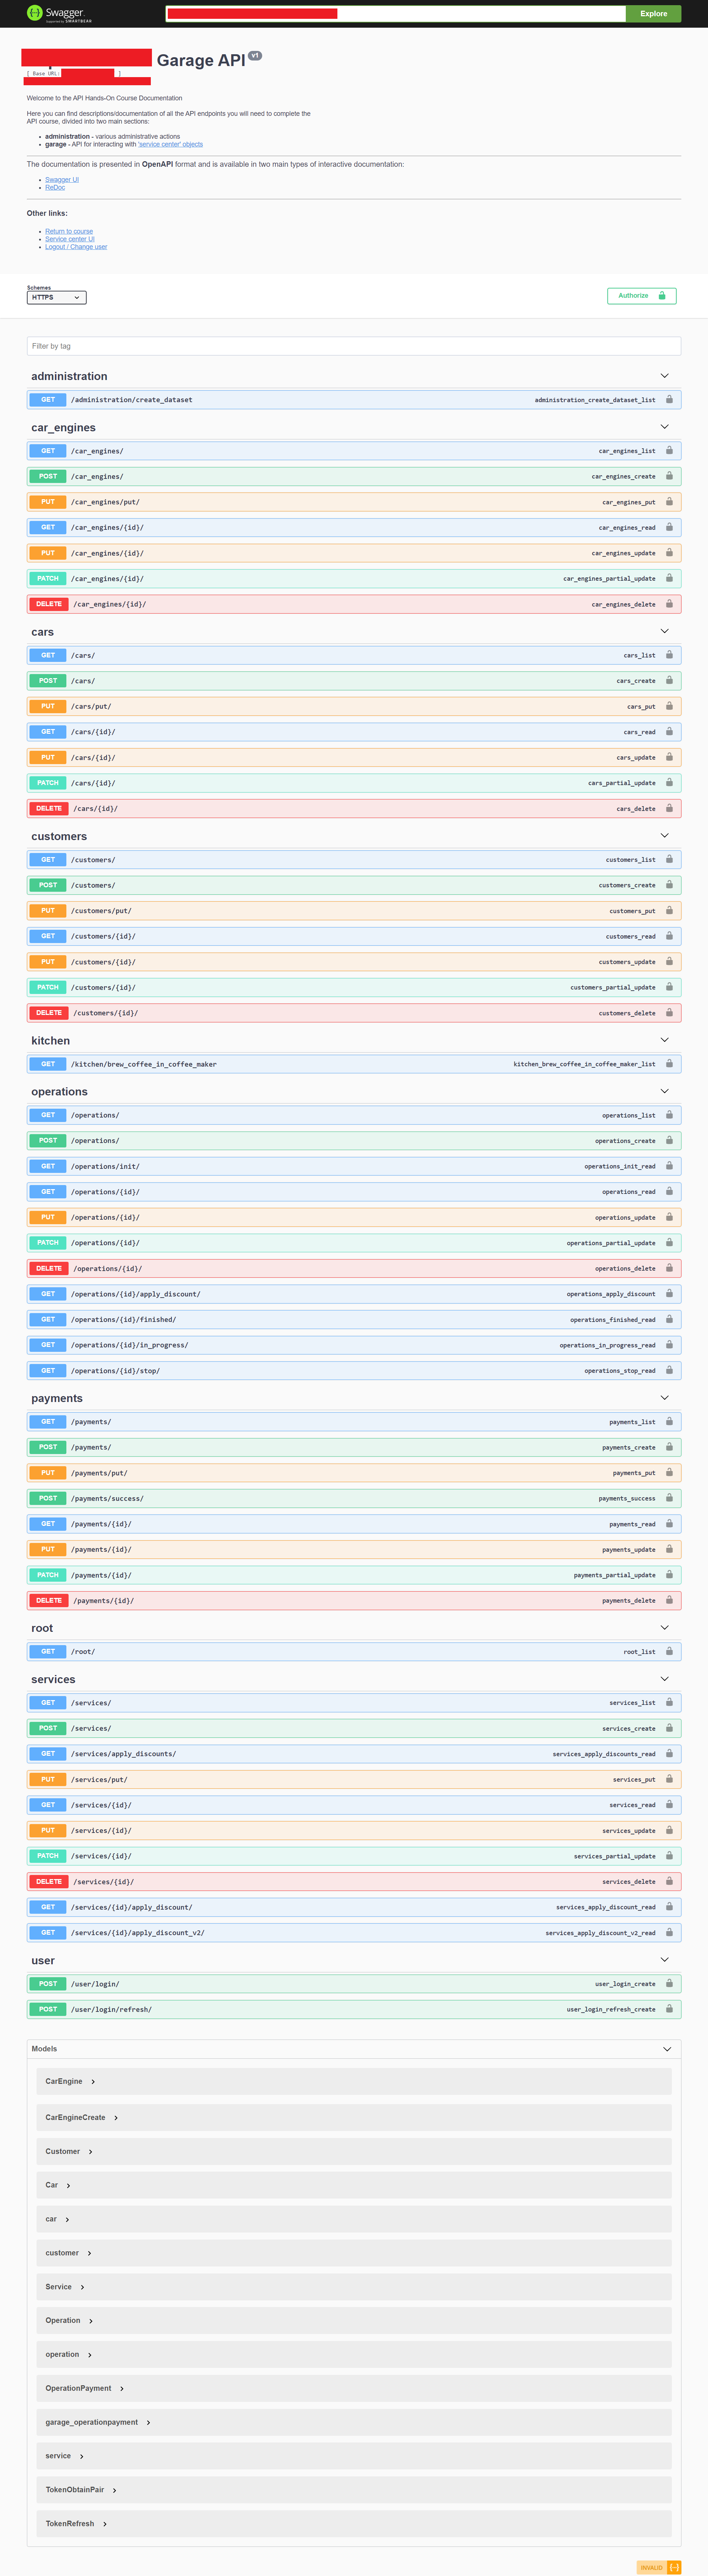 Swagger
Supported by SMARTBEAR
Explore
Garage API v1
[ Base URL: ]
Welcome to the API Hands-On Course Documentation
Here you can find descriptions/documentation of all the API endpoints you will need to complete the
API course, divided into two main sections:
administration - various administrative actions
garage - API for interacting with 'service center' objects
The documentation is presented in OpenAPI format and is available in two main types of interactive documentation:
Swagger UI
ReDoc
Other links:
Return to course
Service center UI
Logout / Change user
Schemes
HTTPS
Authorize
Filter by tag
administration
GET /administration/create_dataset administration_create_dataset_list
car_engines
GET /car_engines/ car_engines_list
POST /car_engines/ car_engines_create
PUT /car_engines/put/ car_engines_put
GET /car_engines/{id}/ car_engines_read
PUT /car_engines/{id}/ car_engines_update
PATCH /car_engines/{id}/ car_engines_partial_update
DELETE /car_engines/{id}/ car_engines_delete
cars
GET /cars/ cars_list
POST /cars/ cars_create
PUT /cars/put/ cars_put
GET /cars/{id}/ cars_read
PUT /cars/{id}/ cars_update
PATCH /cars/{id}/ cars_partial_update
DELETE /cars/{id}/ cars_delete
customers
GET /customers/ customers_list
POST /customers/ customers_create
PUT /customers/put/ customers_put
GET /customers/{id}/ customers_read
PUT /customers/{id}/ customers_update
PATCH /customers/{id}/ customers_partial_update
DELETE /customers/{id}/ customers_delete
kitchen
GET /kitchen/brew_coffee_in_coffee_maker kitchen_brew_coffee_in_coffee_maker_list
operations
GET /operations/ operations_list
POST /operations/ operations_create
GET /operations/init/ operations_init_read
GET /operations/{id}/ operations_read
PUT /operations/{id}/ operations_update
PATCH /operations/{id}/ operations_partial_update
DELETE /operations/{id}/ operations_delete
GET /operations/{id}/apply_discount/ operations_apply_discount
GET /operations/{id}/finished/ operations_finished_read
GET /operations/{id}/in_progress/ operations_in_progress_read
GET /operations/{id}/stop/ operations_stop_read
payments
GET /payments/ payments_list
POST /payments/ payments_create
PUT /payments/put/ payments_put
POST /payments/success/ payments_success
GET /payments/{id}/ payments_read
PUT /payments/{id}/ payments_update
PATCH /payments/{id}/ payments_partial_update
DELETE /payments/{id}/ payments_delete
root
GET /root/ root_list
services
GET /services/ services_list
POST /services/ services_create
GET /services/apply_discounts/ services_apply_discounts_read
PUT /services/put/ services_put
GET /services/{id}/ services_read
PUT /services/{id}/ services_update
PATCH /services/{id}/ services_partial_update
DELETE /services/{id}/ services_delete
GET /services/{id}/apply_discount/ services_apply_discount_read
GET /services/{id}/apply_discount_v2/ services_apply_discount_v2_read
user
POST /user/login/ user_login_create
POST /user/login/refresh/ user_login_refresh_create
Models
CarEngine
CarEngineCreate
Customer
Car
car
customer
Service
Operation
operation
OperationPayment
garage_operationpayment
service
TokenObtainPair
TokenRefresh
INVALID {-}